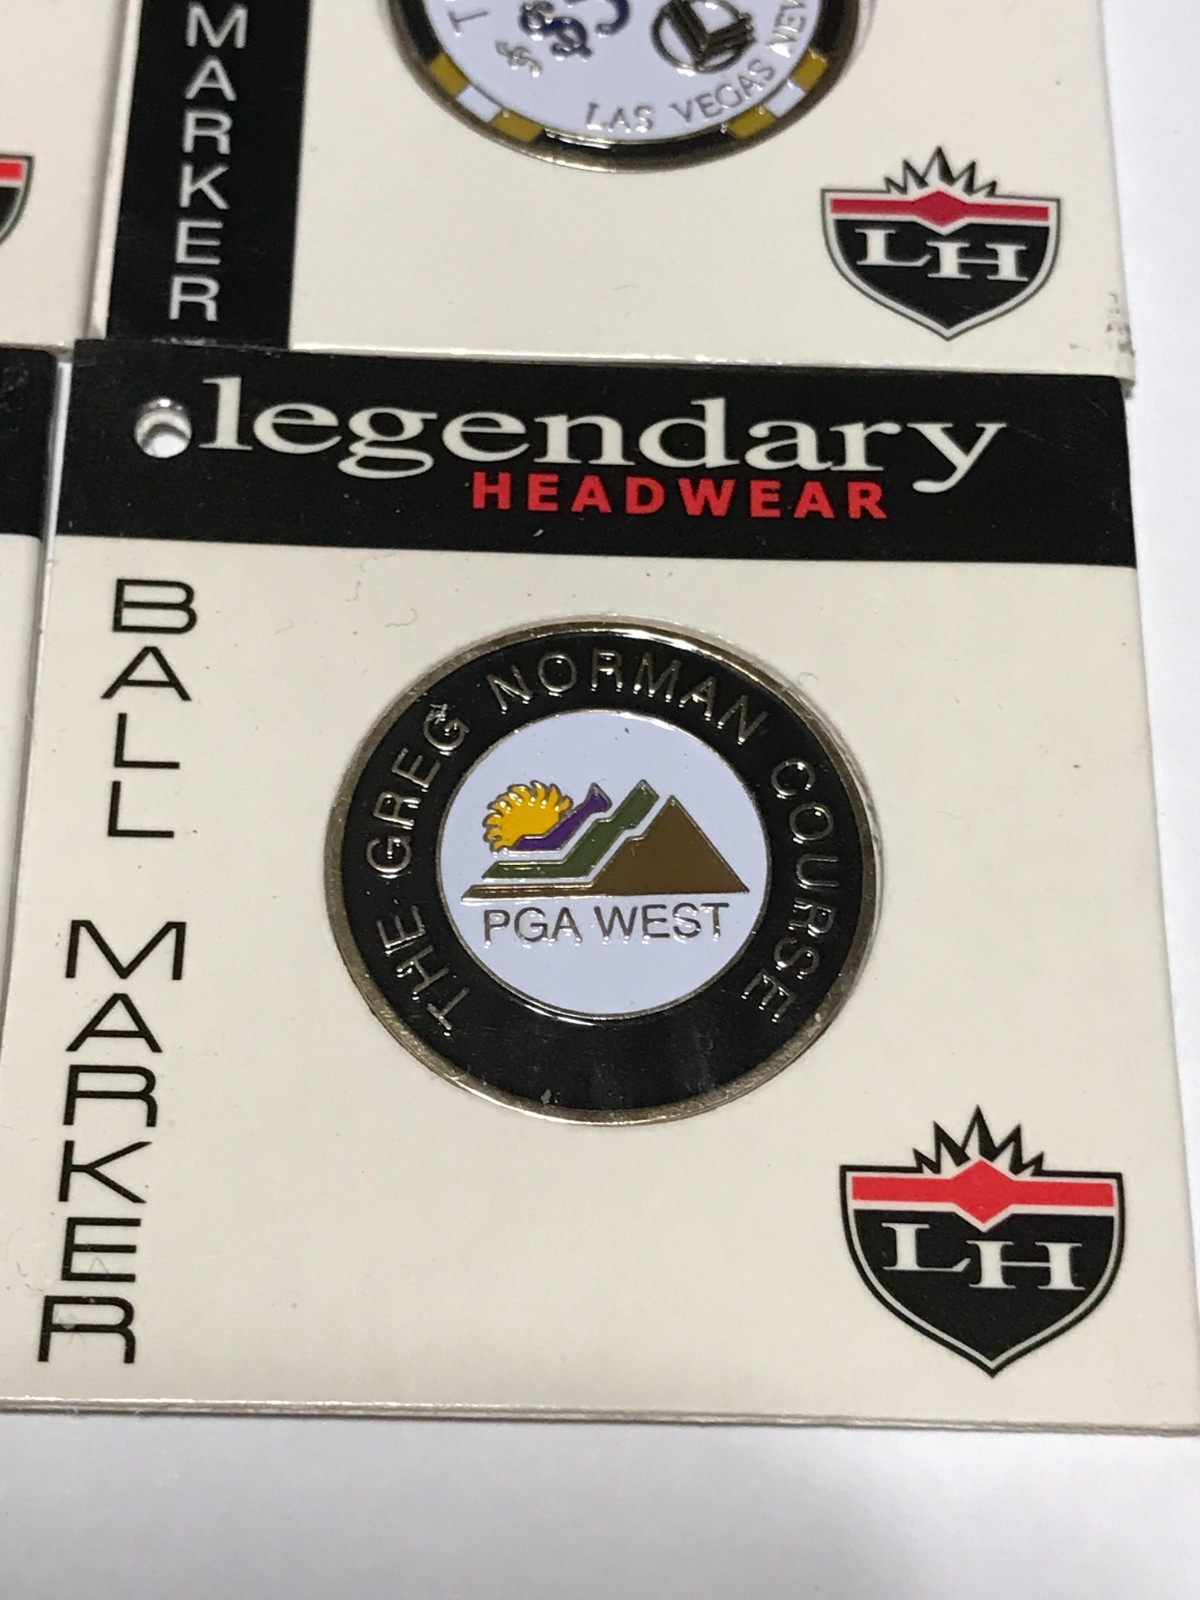 MARKER
LAS VEGAS
LH
legendary
HEADWEAR
BALL MARKER
THE GREG NORMAN COURSE
PGA WEST
LH